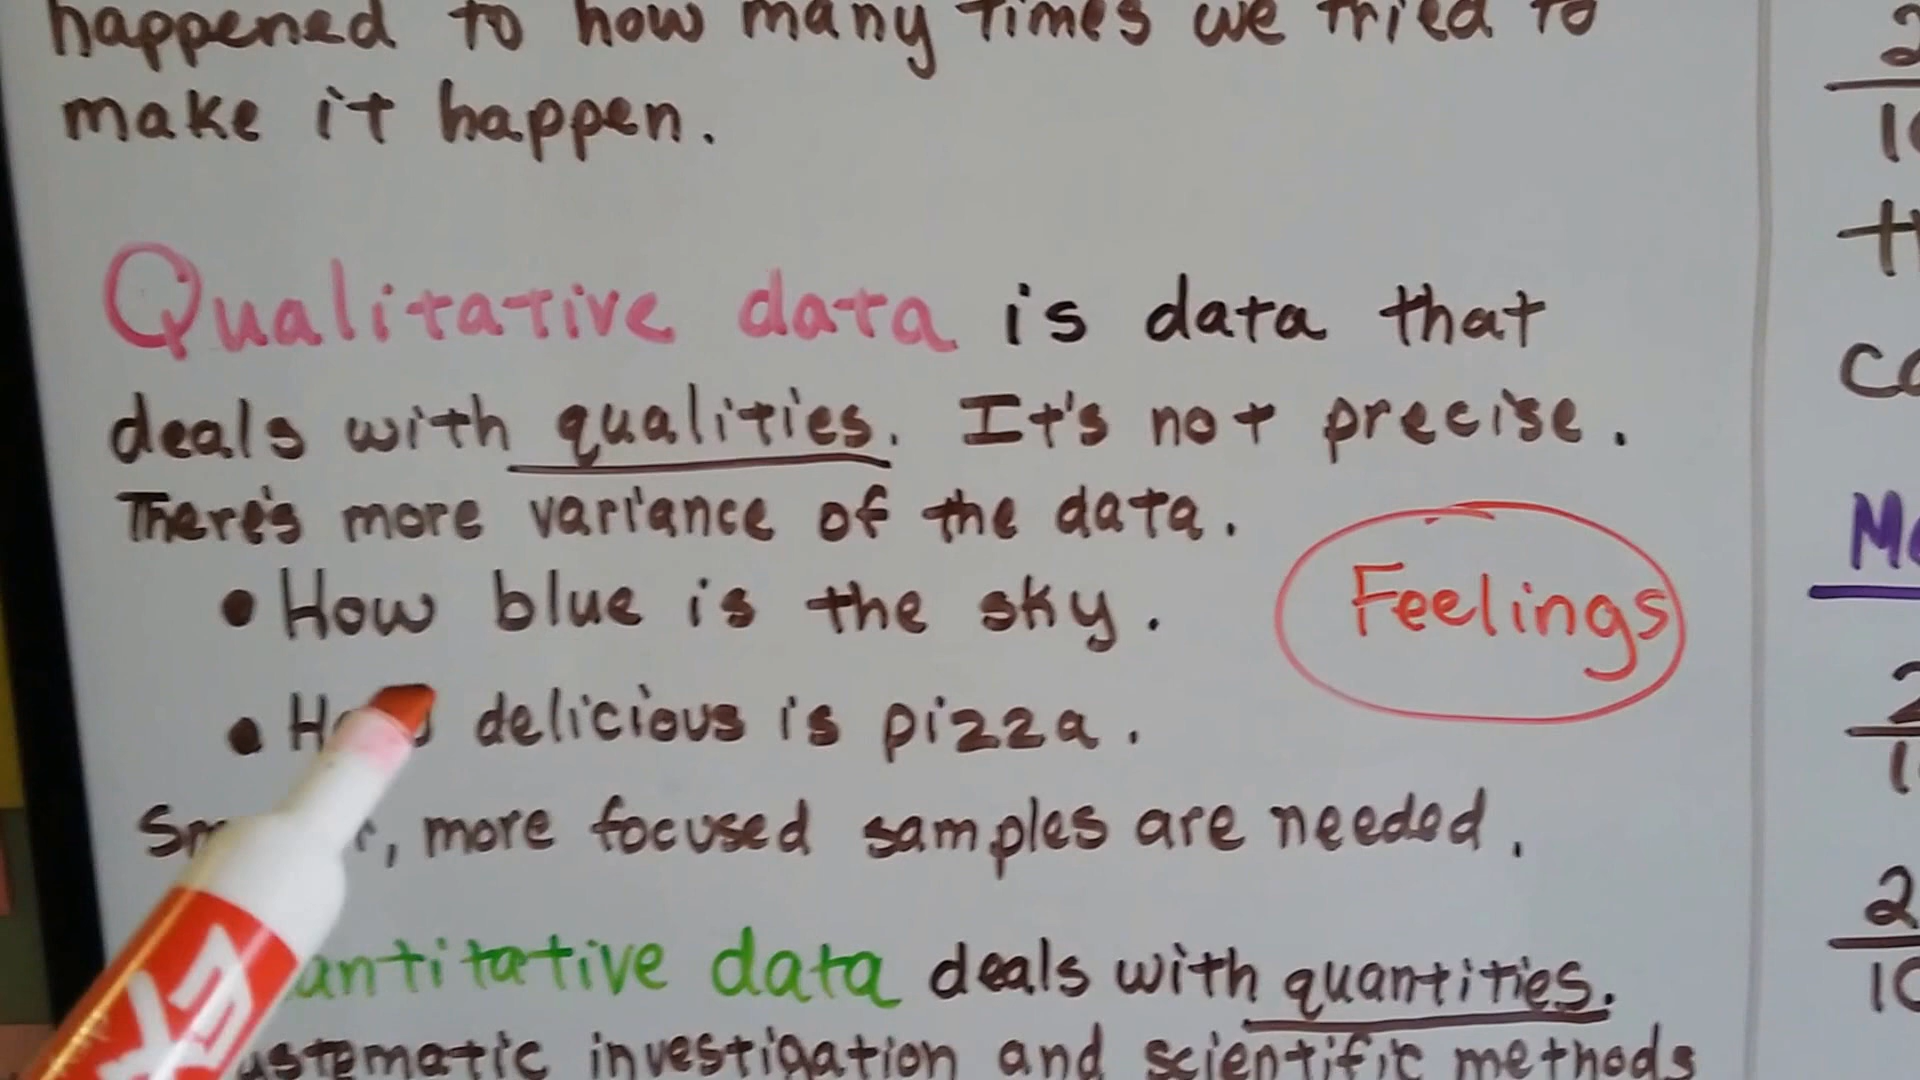 happened to how many times we tried to
make it happen.
Qualitative data is data that
deals with qualities. It's not precise.
There's more variance of the data.
• How blue is the sky.
Feelings
• How delicious is pizza.
more focused samples are needed.
data deals with quantities.
investigation and scientific methods